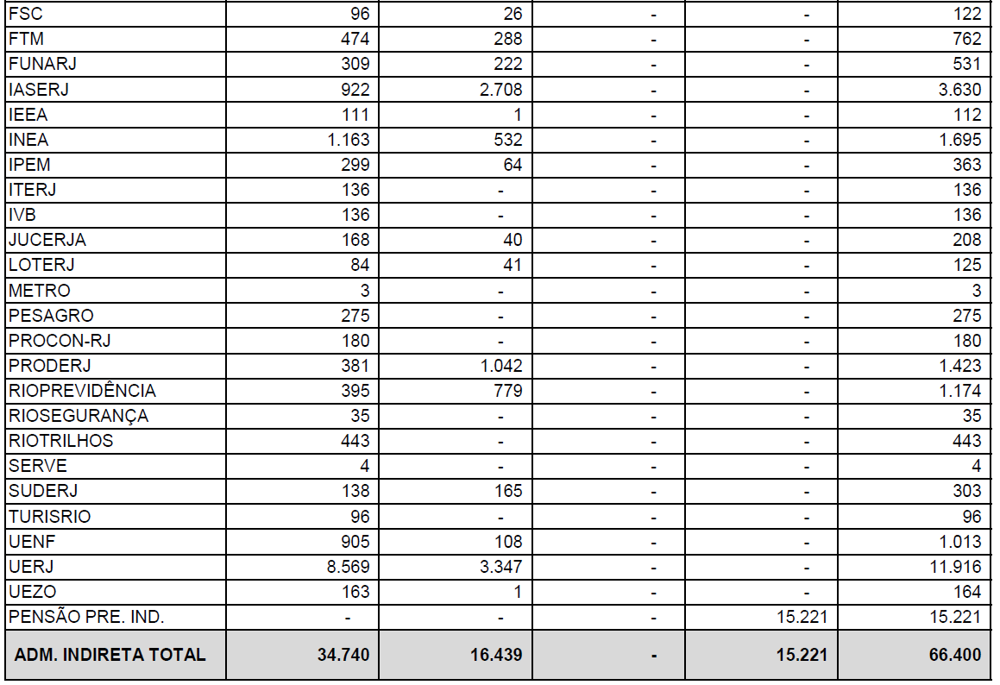 FSC 96 26 - - 122
FTM 474 288 - - 762
FUNARJ 309 222 - - 531
IASERJ 922 2.708 - - 3.630
IEEA 111 1 - - 112
INEA 1.163 532 - - 1.695
IPEM 299 64 - - 363
ITERJ 136 - - - 136
IVB 136 - - - 136
JUCERJA 168 40 - - 208
LOTERJ 84 41 - - 125
METRO 3 - - - 3
PESAGRO 275 - - - 275
PROCON-RJ 180 - - - 180
PRODERJ 381 1.042 - - 1.423
RIOPREVIDÊNCIA 395 779 - - 1.174
RIOSEGURANÇA 35 - - - 35
RIOTRILHOS 443 - - - 443
SERVE 4 - - - 4
SUDERJ 138 165 - - 303
TURISRIO 96 - - - 96
UENF 905 108 - - 1.013
UERJ 8.569 3.347 - - 11.916
UEZO 163 1 - - 164
PENSÃO PRE. IND. - - - 15.221 15.221
ADM. INDIRETA TOTAL 34.740 16.439 - 15.221 66.400